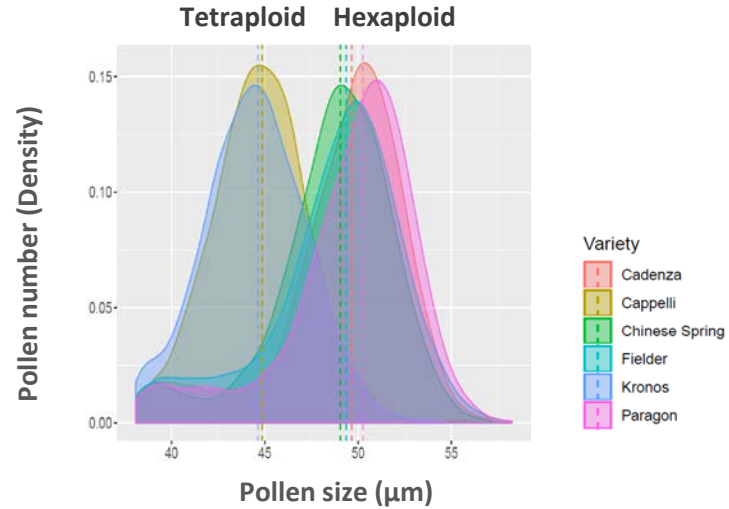 Tetraploid Hexaploid
Pollen number (Density)
0.15
0.10
0.05
0.00
40 45 50 55
Pollen size (µm)
Variety
Cadenza
Cappelli
Chinese Spring
Fielder
Kronos
Paragon